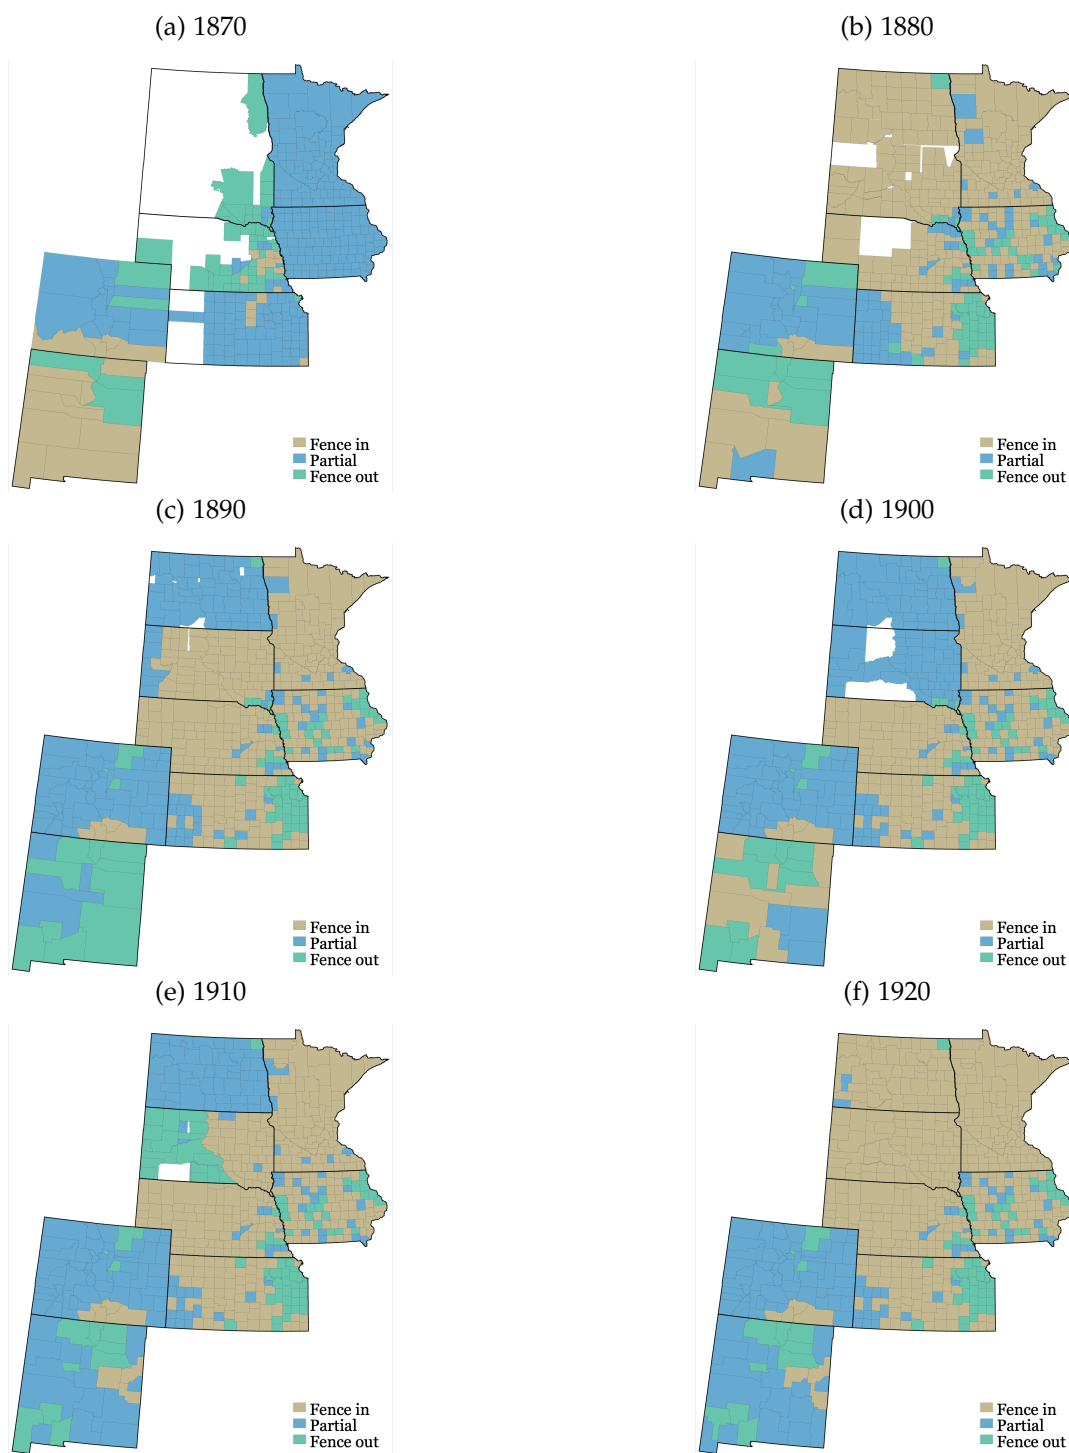 (a) 1870
(b) 1880
Fence in
Partial
Fence out
Fence in
Partial
Fence out
(c) 1890
(d) 1900
Fence in
Partial
Fence out
Fence in
Partial
Fence out
(e) 1910
(f) 1920
Fence in
Partial
Fence out
Fence in
Partial
Fence out